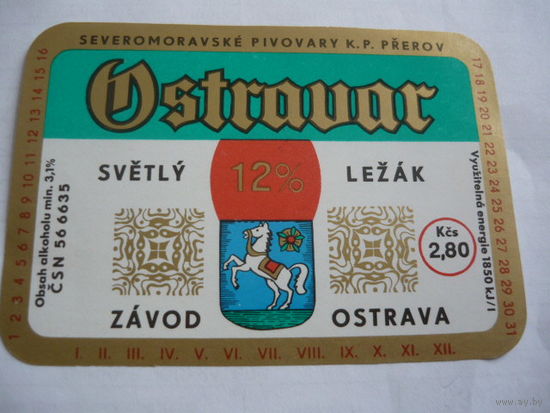 SEVEROMORAVSKÉ PIVOVARY K.P. PŘEROV
Ostravar
SVĚTLÝ 12% LEŽÁK
Obsah alkoholu min. 3,1%
ČSN 56 6635
Kčs
2,80
Využitelná energie 1850 kJ/l
ZÁVOD OSTRAVA
1 2 3 4 5 6 7 8 9 10 11 12 13 14 15 16
17 18 19 20 21 22 23 24 25 26 27 28 29 30 31
I. II. III. IV. V. VI. VII. VIII. IX. X. XI. XII.
www.ay.by